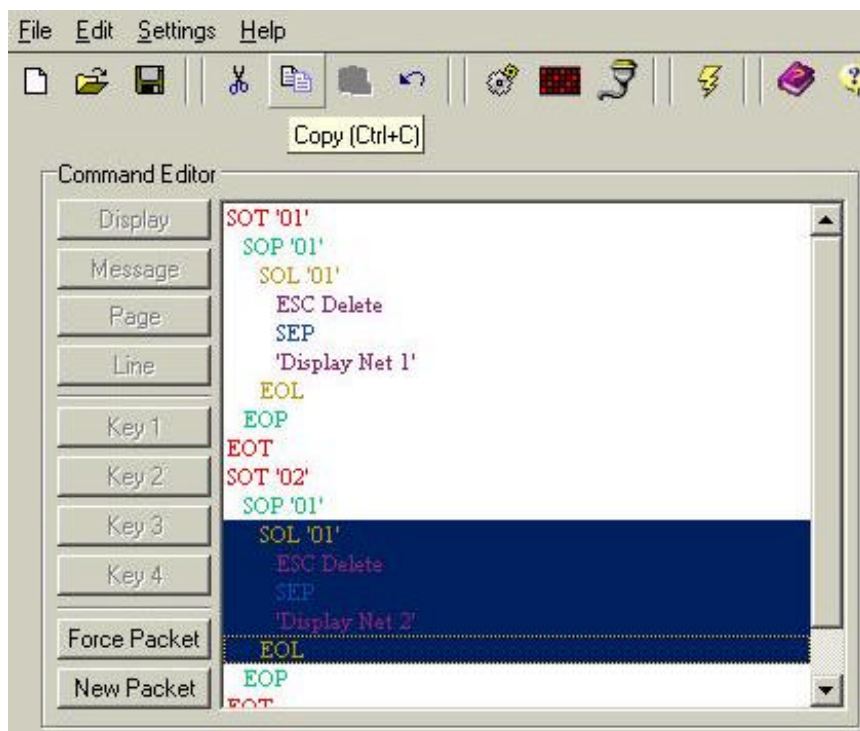 File Edit Settings Help
Copy (Ctrl+C)
Command Editor
Display
Message
Page
Line
Key 1
Key 2
Key 3
Key 4
Force Packet
New Packet
SOT '01'
SOP '01'
SOL '01'
ESC Delete
SEP
'Display Net 1'
EOL
EOP
EOT
SOT '02'
SOP '01'
SOL '01'
ESC Delete
SEP
'Display Net 2'
EOL
EOP
EOT